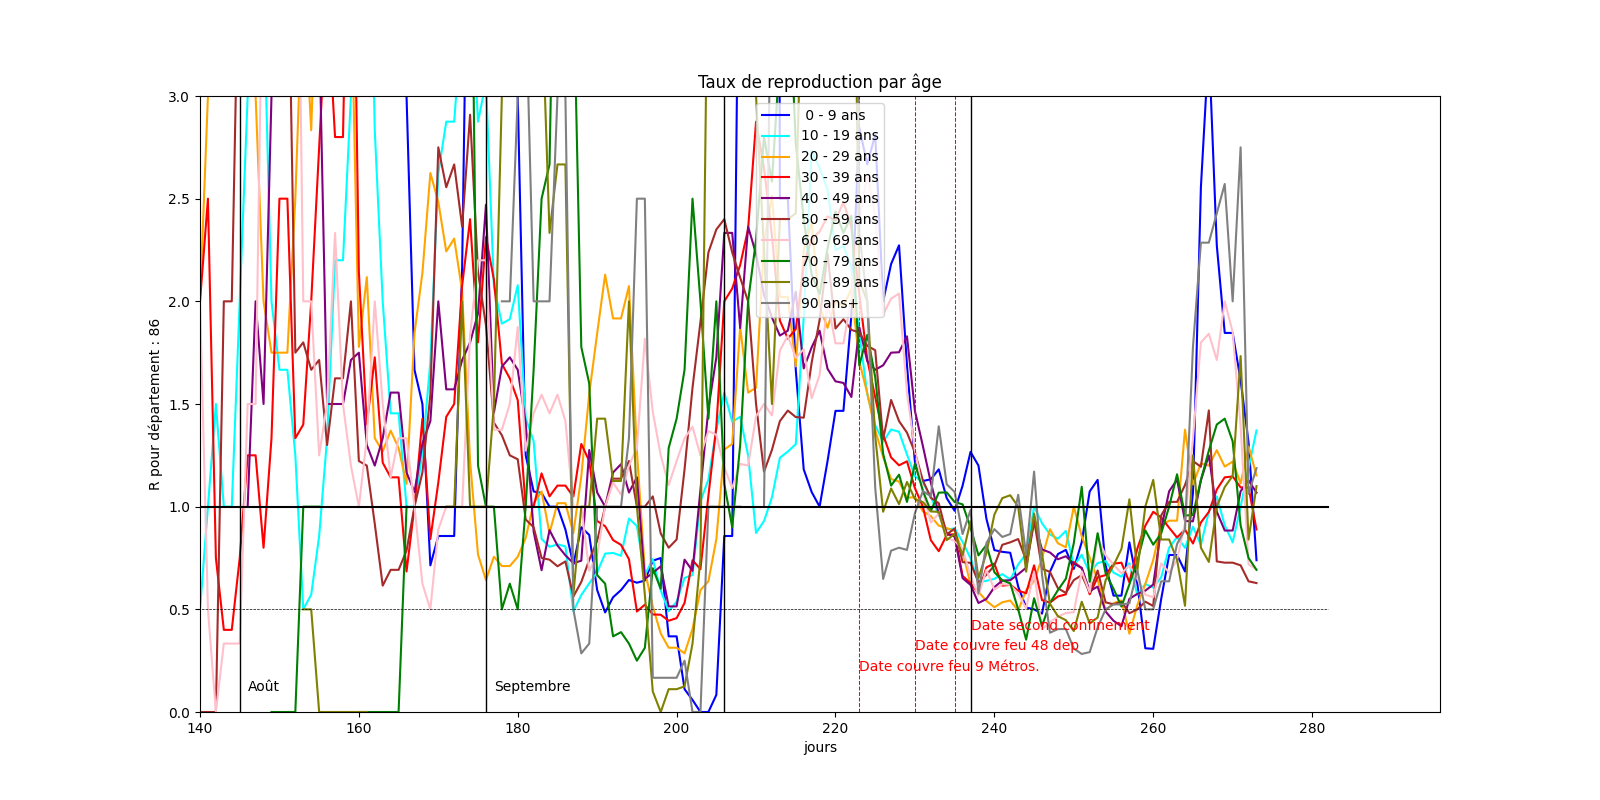 Taux de reproduction par âge
R pour département : 86
3.0
2.5
2.0
1.5
1.0
0.5
0.0
0 - 9 ans
10 - 19 ans
20 - 29 ans
30 - 39 ans
40 - 49 ans
50 - 59 ans
60 - 69 ans
70 - 79 ans
80 - 89 ans
90 ans+
Date second confinement
Date couvre feu 48 dep
Date couvre feu 9 Métros.
Août
Septembre
140
160
180
200
220
240
260
280
jours